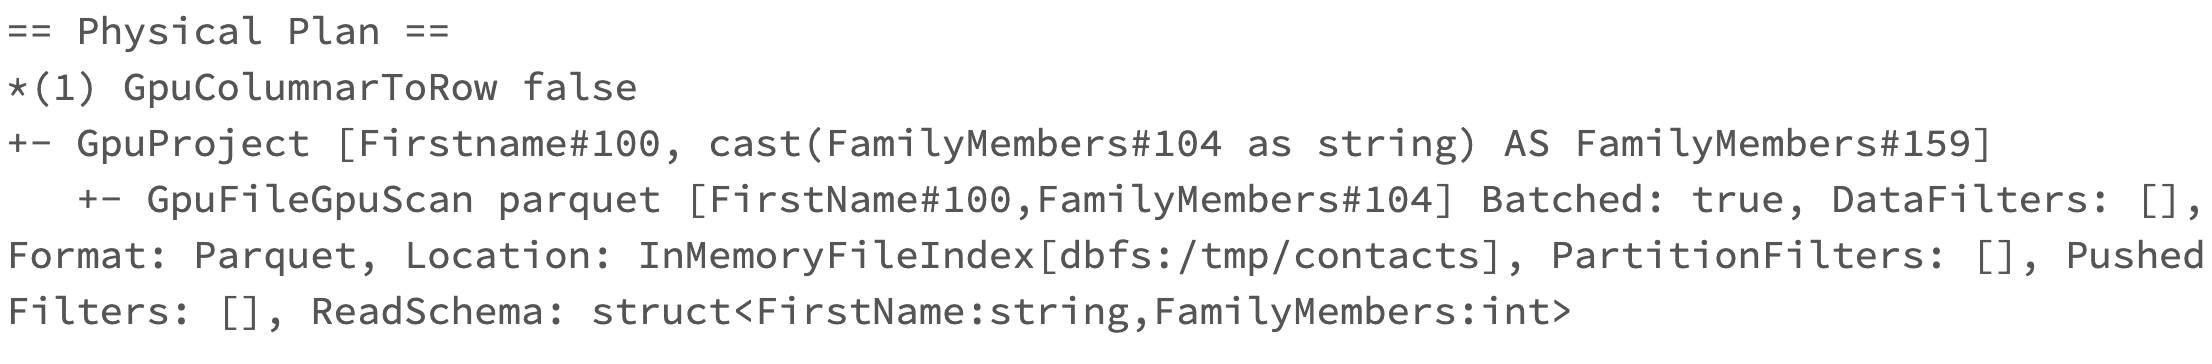 == Physical Plan ==
*(1) GpuColumnarToRow false
+- GpuProject [Firstname#100, cast(FamilyMembers#104 as string) AS FamilyMembers#159]
   +- GpuFileGpuScan parquet [FirstName#100,FamilyMembers#104] Batched: true, DataFilters: [],
Format: Parquet, Location: InMemoryFileIndex[dbfs:/tmp/contacts], PartitionFilters: [], Pushed
Filters: [], ReadSchema: struct<FirstName:string,FamilyMembers:int>